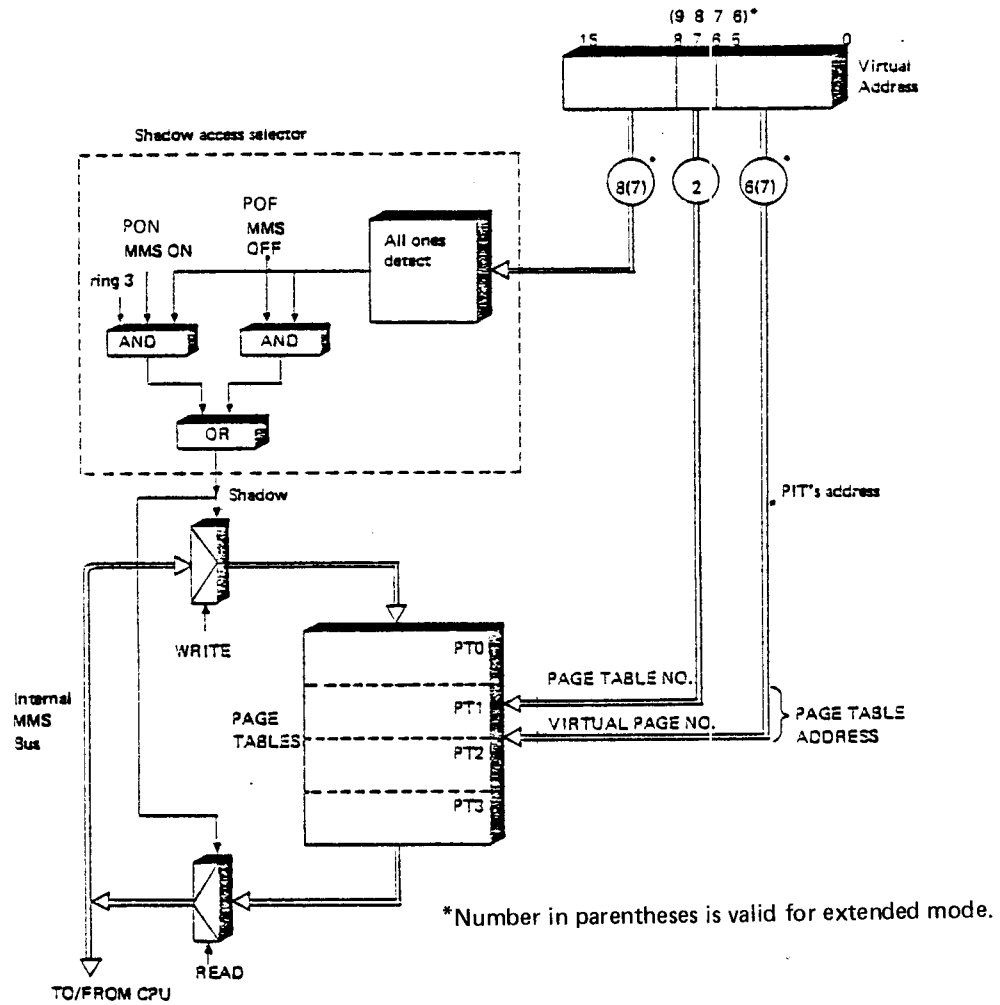 (9 8 7 6)*
15 8 7 6 5 0
Virtual
Address
Shadow access selector
8(7)*
2
6(7)*
PON
MMS ON
POF
MMS
OFF
All ones
detect
ring 3
AND
AND
OR
Shadow
PIT's address
WRITE
PT0
PAGE TABLE NO.
Internal
MMS
Bus
PAGE
TABLES
PT1
VIRTUAL PAGE NO.
PAGE TABLE
ADDRESS
PT2
PT3
*Number in parentheses is valid for extended mode.
READ
TO/FROM CPU